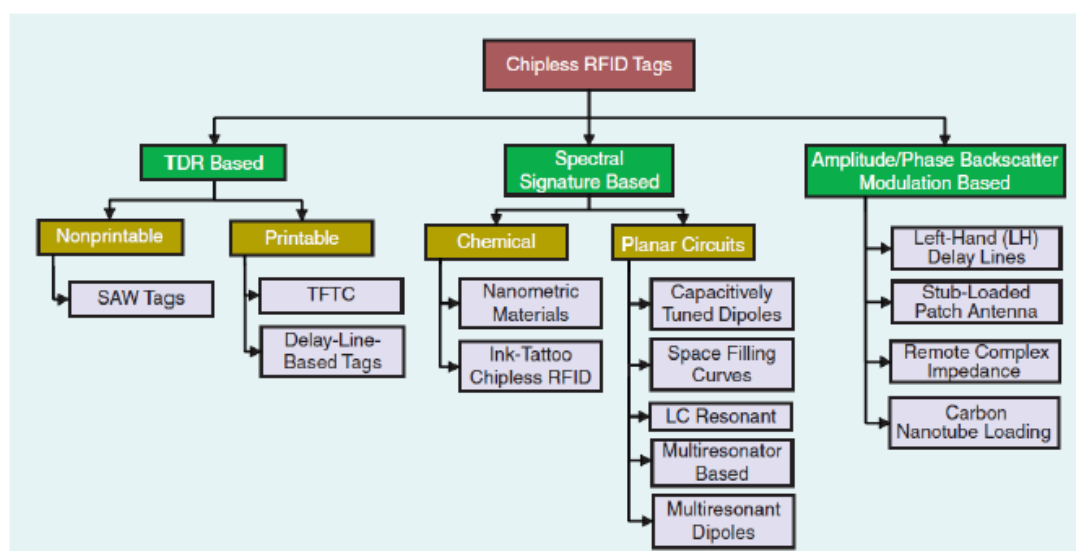 Chipless RFID Tags
TDR Based
Spectral
Signature Based
Amplitude/Phase Backscatter
Modulation Based
Nonprintable
Printable
Chemical
Planar Circuits
SAW Tags
TFTC
Delay-Line-
Based Tags
Nanometric
Materials
Ink-Tattoo
Chipless RFID
Capacitively
Tuned Dipoles
Space Filling
Curves
LC Resonant
Multiresonator
Based
Multiresonant
Dipoles
Left-Hand (LH)
Delay Lines
Stub-Loaded
Patch Antenna
Remote Complex
Impedance
Carbon
Nanotube Loading